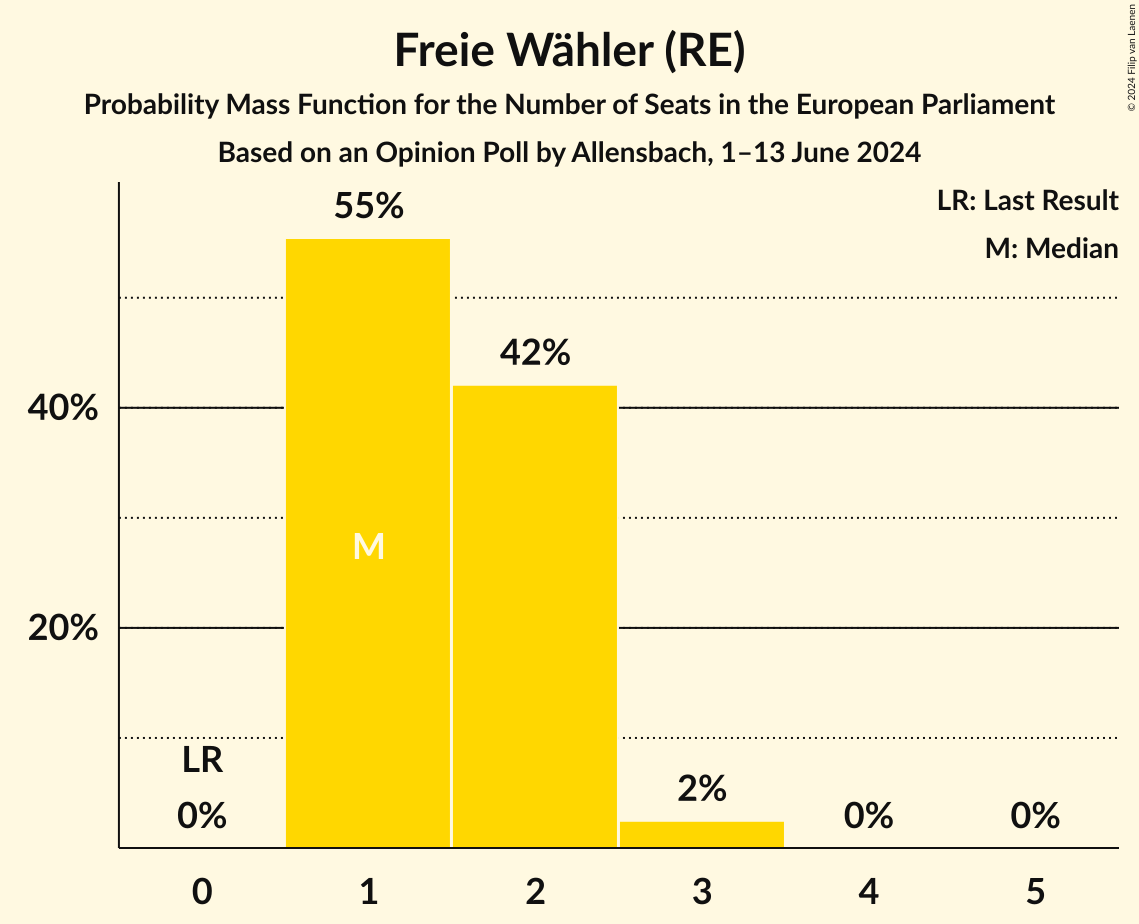 Freie Wähler (RE)
Probability Mass Function for the Number of Seats in the European Parliament
Based on an Opinion Poll by Allensbach, 1–13 June 2024
© 2024 Filip van Laenen
LR: Last Result
M: Median
55%
42%
40%
M
20%
LR
0%
2%
0%
0%
0
1
2
3
4
5